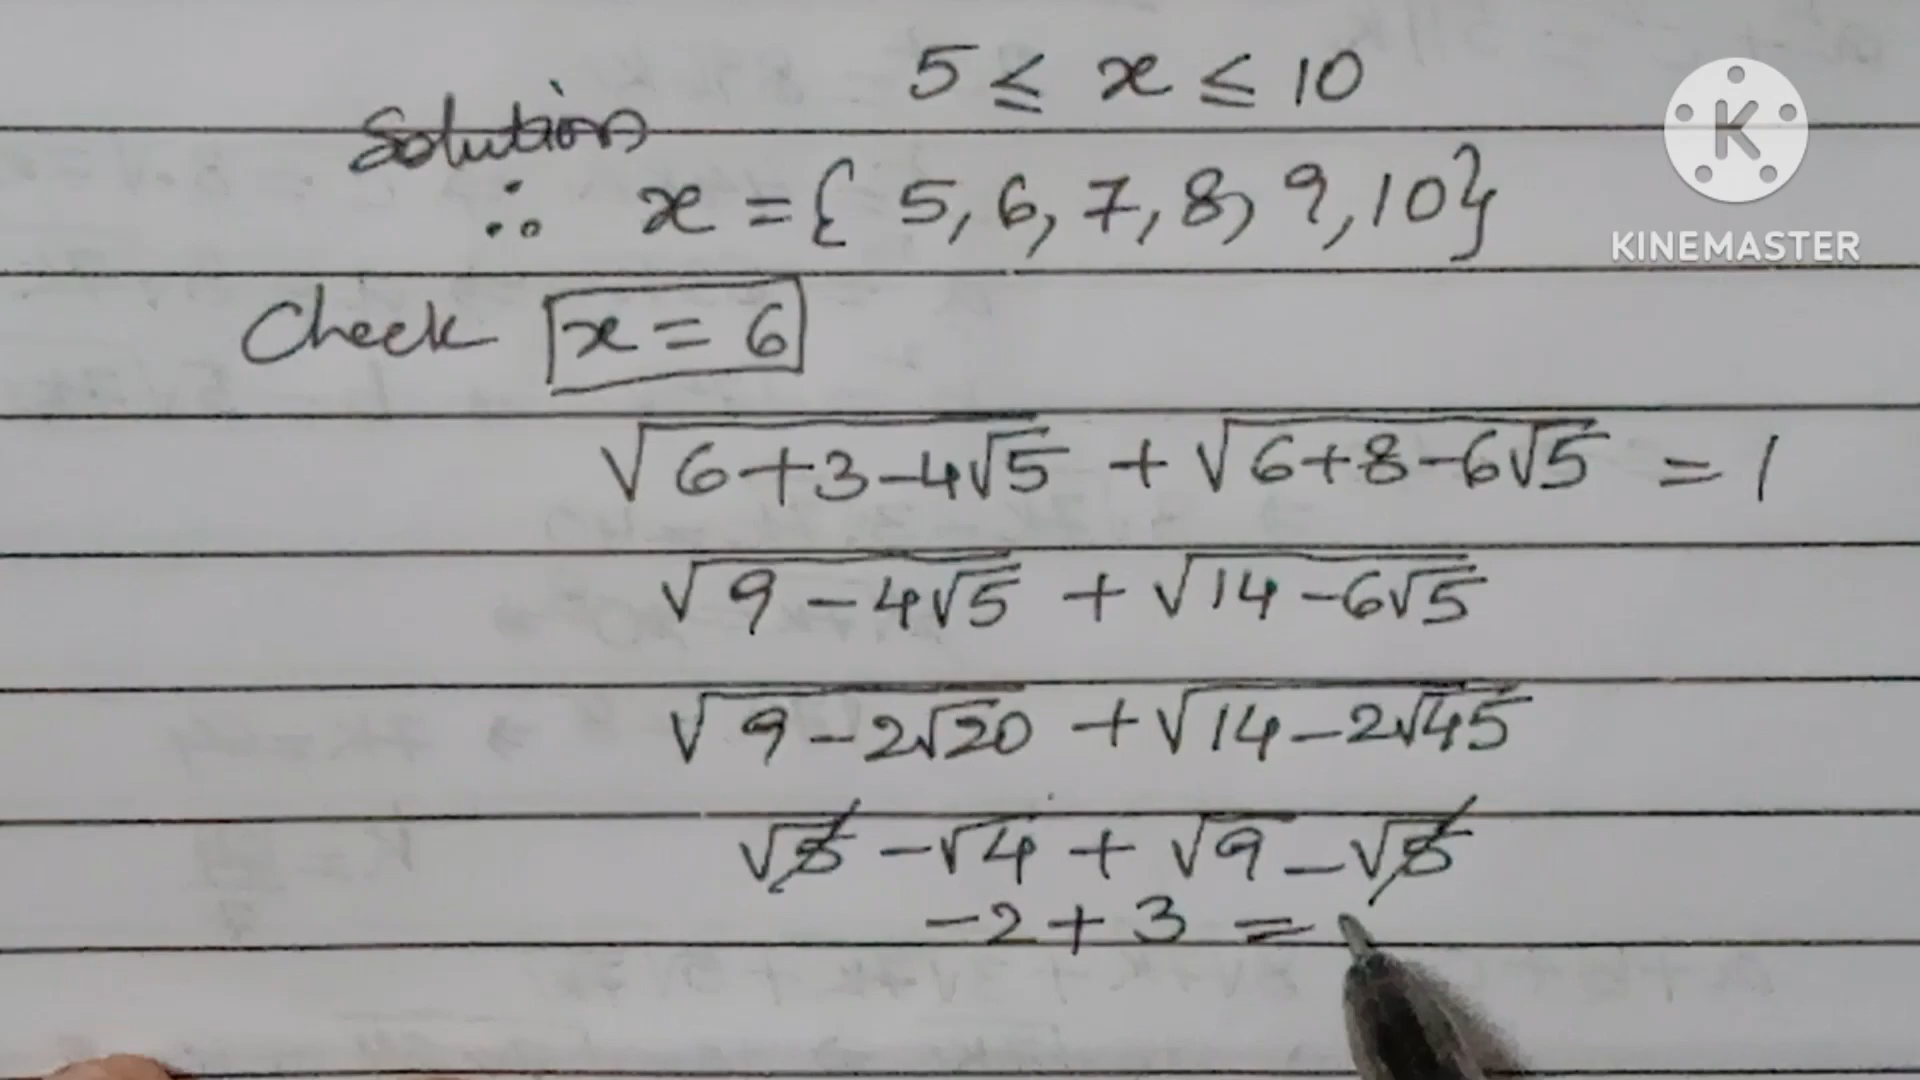 5 ≤ x ≤ 10
Solution
∴ x = { 5, 6, 7, 8, 9, 10}
K
KINEMASTER
Check x = 6
√(6+3-4√5) + √(6+8-6√5) = 1
√(9-4√5) + √(14-6√5)
√(9-2√20) + √(14-2√45)
√5 - √4 + √9 - √5
-2 + 3 =